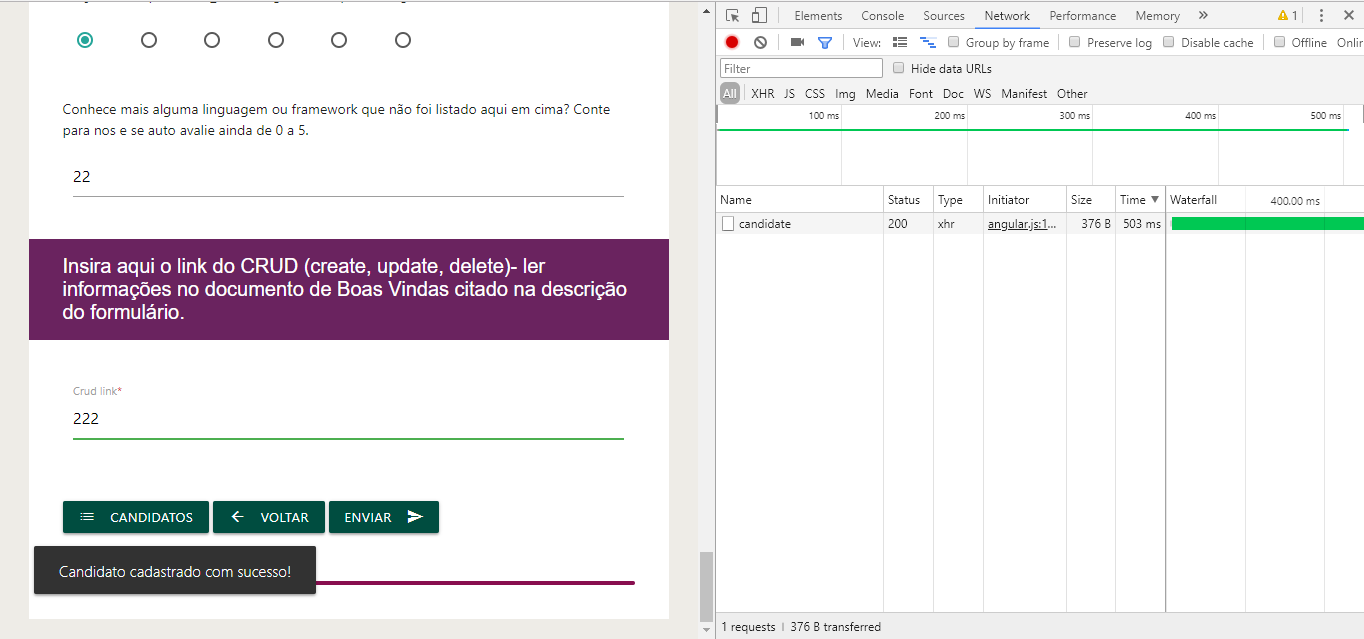 Conhece mais alguma linguagem ou framework que não foi listado aqui em cima? Conte
para nos e se auto avalie ainda de 0 a 5.
22
Insira aqui o link do CRUD (create, update, delete)- ler
informações no documento de Boas Vindas citado na descrição
do formulário.
Crud link*
222
CANDIDATOS
VOLTAR
ENVIAR
Candidato cadastrado com sucesso!
Elements Console Sources Network Performance Memory » 1
View: Group by frame Preserve log Disable cache Offline Onlin
Filter Hide data URLs
All XHR JS CSS Img Media Font Doc WS Manifest Other
100 ms 200 ms 300 ms 400 ms 500 ms
Name Status Type Initiator Size Time ▼ Waterfall 400.00 ms
candidate 200 xhr angular.js:1... 376 B 503 ms
1 requests | 376 B transferred